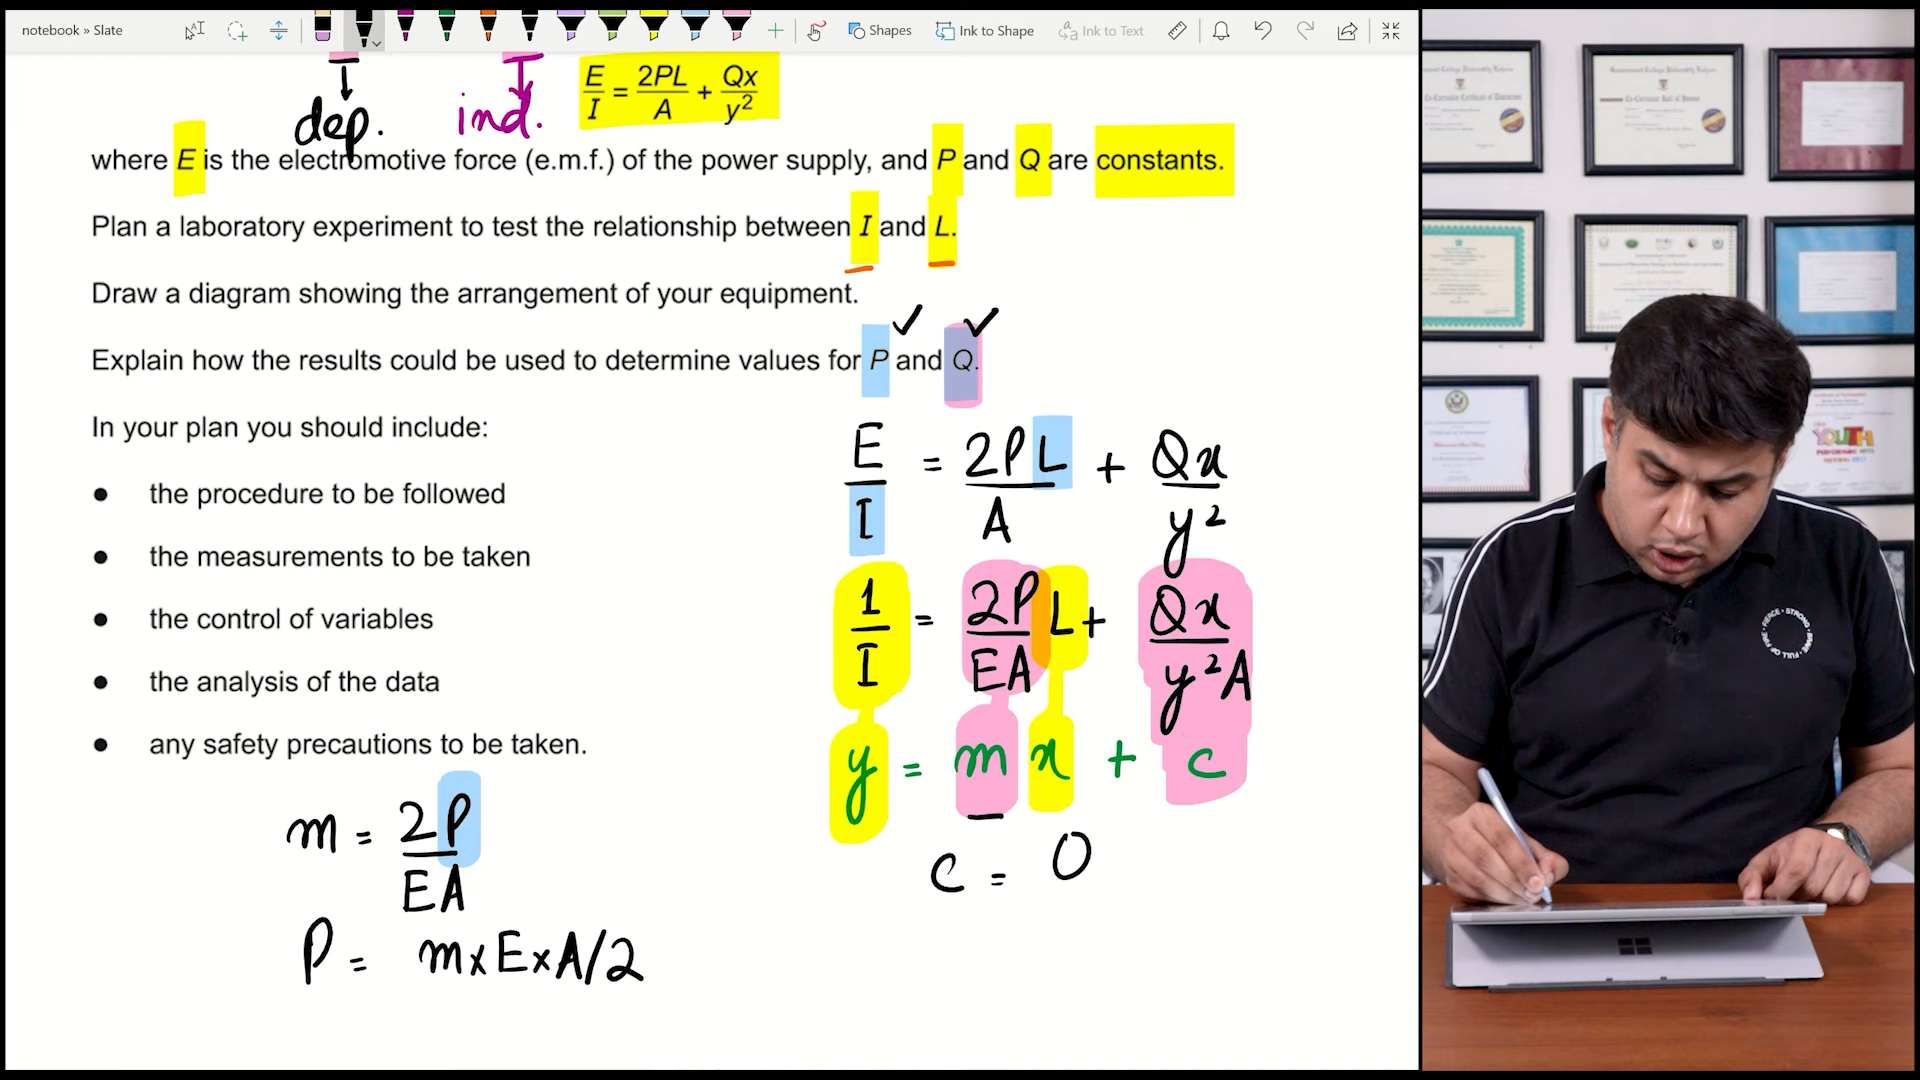 notebook » Slate
Shapes
Ink to Shape
Ink to Text
dep.
ind.
E/I = 2PL/A + Qx/y²
where E is the electromotive force (e.m.f.) of the power supply, and P and Q are constants.
Plan a laboratory experiment to test the relationship between I and L.
Draw a diagram showing the arrangement of your equipment.
Explain how the results could be used to determine values for P and Q.
In your plan you should include:
• the procedure to be followed
• the measurements to be taken
• the control of variables
• the analysis of the data
• any safety precautions to be taken.
E/I = 2PL/A + Qx/y²
1/I = 2P/EA L + Qx/y²A
y = m x + c
c = 0
m = 2P/EA
P = m x E x A/2
YOUTH
FIERCE • STRONG •